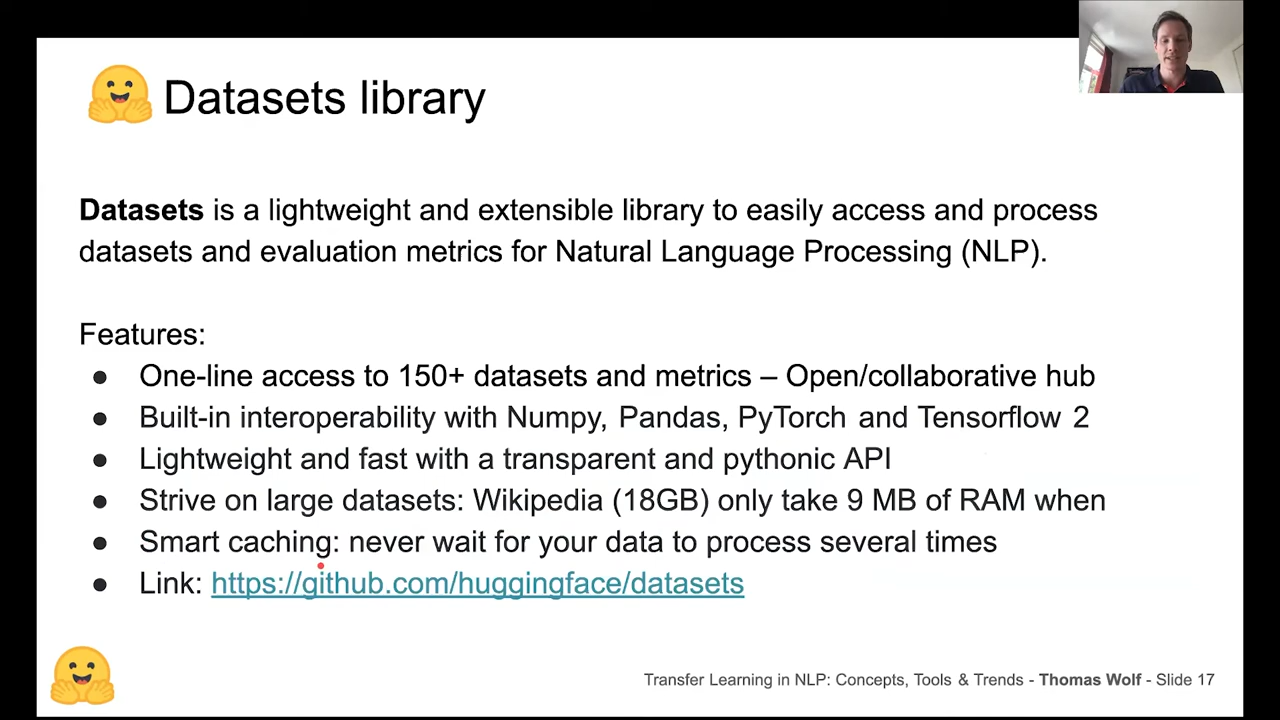 Datasets library
Datasets is a lightweight and extensible library to easily access and process
datasets and evaluation metrics for Natural Language Processing (NLP).
Features:
● One-line access to 150+ datasets and metrics – Open/collaborative hub
● Built-in interoperability with Numpy, Pandas, PyTorch and Tensorflow 2
● Lightweight and fast with a transparent and pythonic API
● Strive on large datasets: Wikipedia (18GB) only take 9 MB of RAM when
● Smart caching: never wait for your data to process several times
● Link: https://github.com/huggingface/datasets
Transfer Learning in NLP: Concepts, Tools & Trends - Thomas Wolf - Slide 17